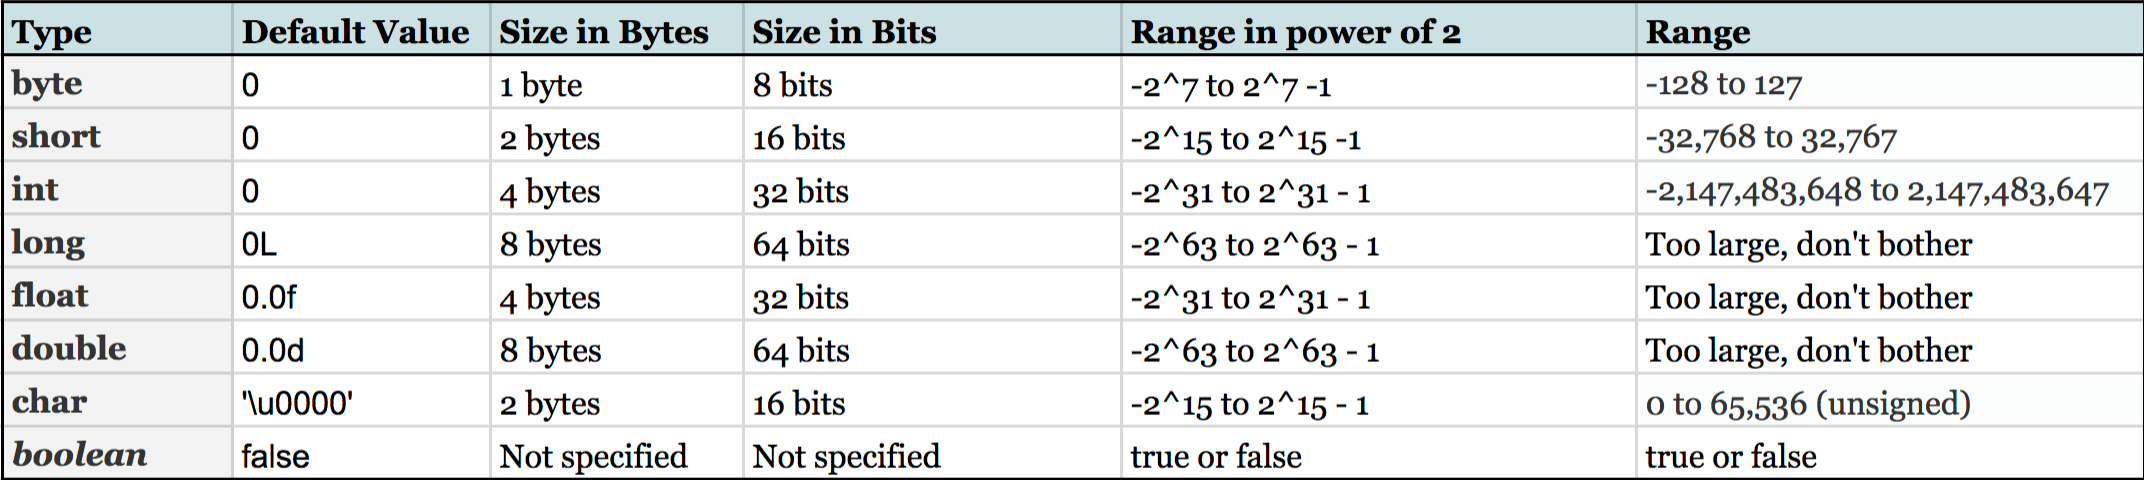 Type Default Value Size in Bytes Size in Bits Range in power of 2 Range
byte 0 1 byte 8 bits -2^7 to 2^7 -1 -128 to 127
short 0 2 bytes 16 bits -2^15 to 2^15 -1 -32,768 to 32,767
int 0 4 bytes 32 bits -2^31 to 2^31 - 1 -2,147,483,648 to 2,147,483,647
long 0L 8 bytes 64 bits -2^63 to 2^63 - 1 Too large, don't bother
float 0.0f 4 bytes 32 bits -2^31 to 2^31 - 1 Too large, don't bother
double 0.0d 8 bytes 64 bits -2^63 to 2^63 - 1 Too large, don't bother
char '\u0000' 2 bytes 16 bits -2^15 to 2^15 - 1 0 to 65,536 (unsigned)
boolean false Not specified Not specified true or false true or false